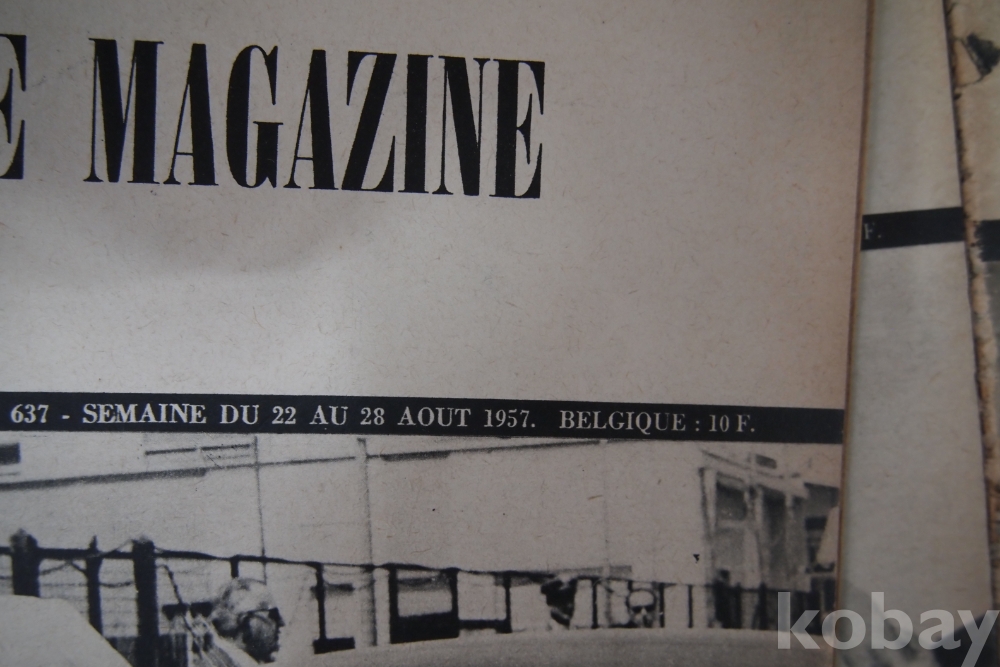 E MAGAZINE
637 - SEMAINE DU 22 AU 28 AOUT 1957. BELGIQUE : 10 F.
F.
kobay